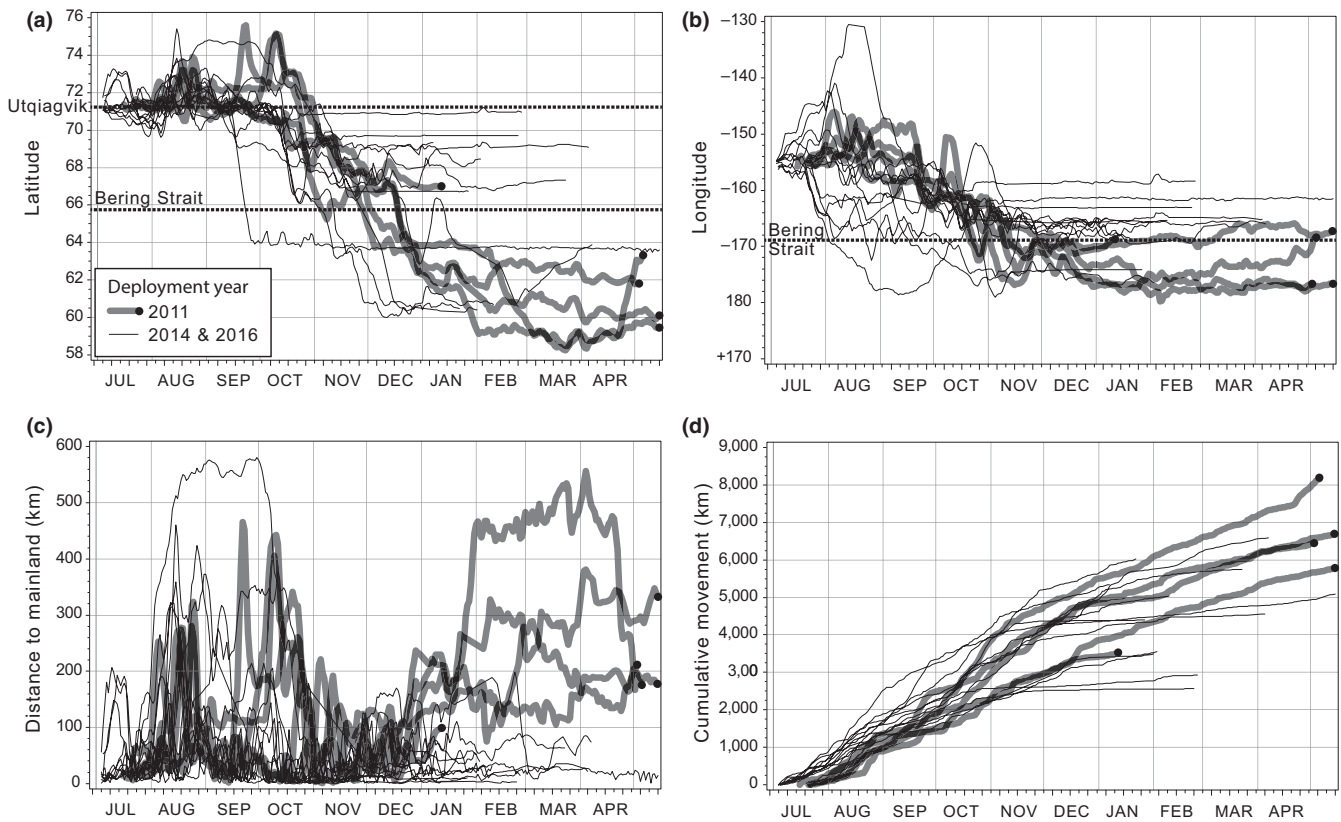 (a)
76
74
72
Utqiagvik
70
68
Bering Strait
66
64
62
60
58
Latitude
Deployment year
2011
2014 & 2016
JUL AUG SEP OCT NOV DEC JAN FEB MAR APR
(b)
–130
–140
–150
–160
Bering
–170
Strait
180
+170
Longitude
JUL AUG SEP OCT NOV DEC JAN FEB MAR APR
(c)
600
500
400
300
200
100
0
Distance to mainland (km)
JUL AUG SEP OCT NOV DEC JAN FEB MAR APR
(d)
9,000
8,000
7,000
6,000
5,000
4,000
3,00
2,000
1,000
0
Cumulative movement (km)
JUL AUG SEP OCT NOV DEC JAN FEB MAR APR